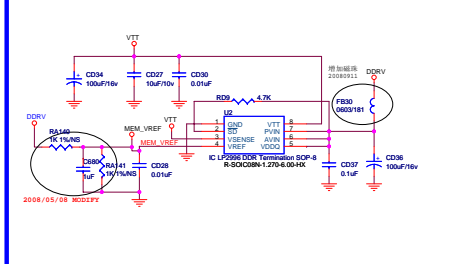 VTT
CD34
100uF/16v
CD27
10uF/10v
CD30
0.01uF
增加磁珠
20080911
DDRV
FB30
0603/181
RD9 4.7K
U2
DDRV
RA140
1K 1%/NS
MEM_VREF
VTT
MEM_VREF
1 GND VTT 8
2 SD PVIN 7
3 VSENSE AVIN 6
4 VREF VDDQ 5
IC LP2996 DDR Termination SOP-8
R-SOIC08N-1.270-6.00-HX
C680
1uF
RA141
1K 1%/NS
CD28
0.01uF
CD37
0.1uF
CD36
100uF/16v
2008/05/08 MODIFY